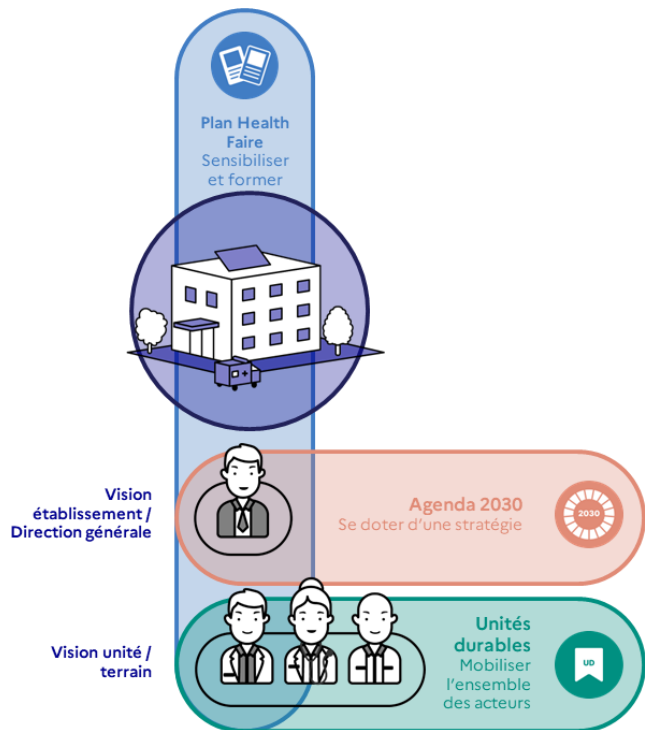 Plan Health
Faire
Sensibiliser
et former
Vision
établissement /
Direction générale
Agenda 2030
Se doter d'une stratégie
2030
Vision unité /
terrain
Unités
durables
Mobiliser
l'ensemble
des acteurs
UD